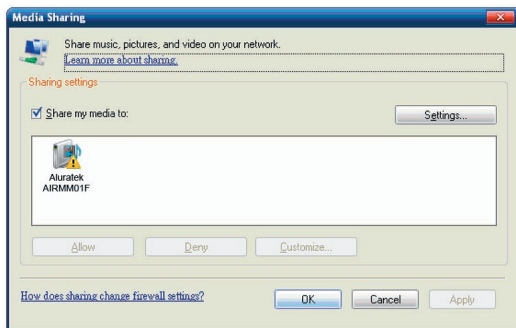 Media Sharing
Share music, pictures, and video on your network.
Learn more about sharing.
Sharing settings
Share my media to:
Settings...
Aluratek
AIRMM01F
Allow
Deny
Customize...
How does sharing change firewall settings?
OK
Cancel
Apply